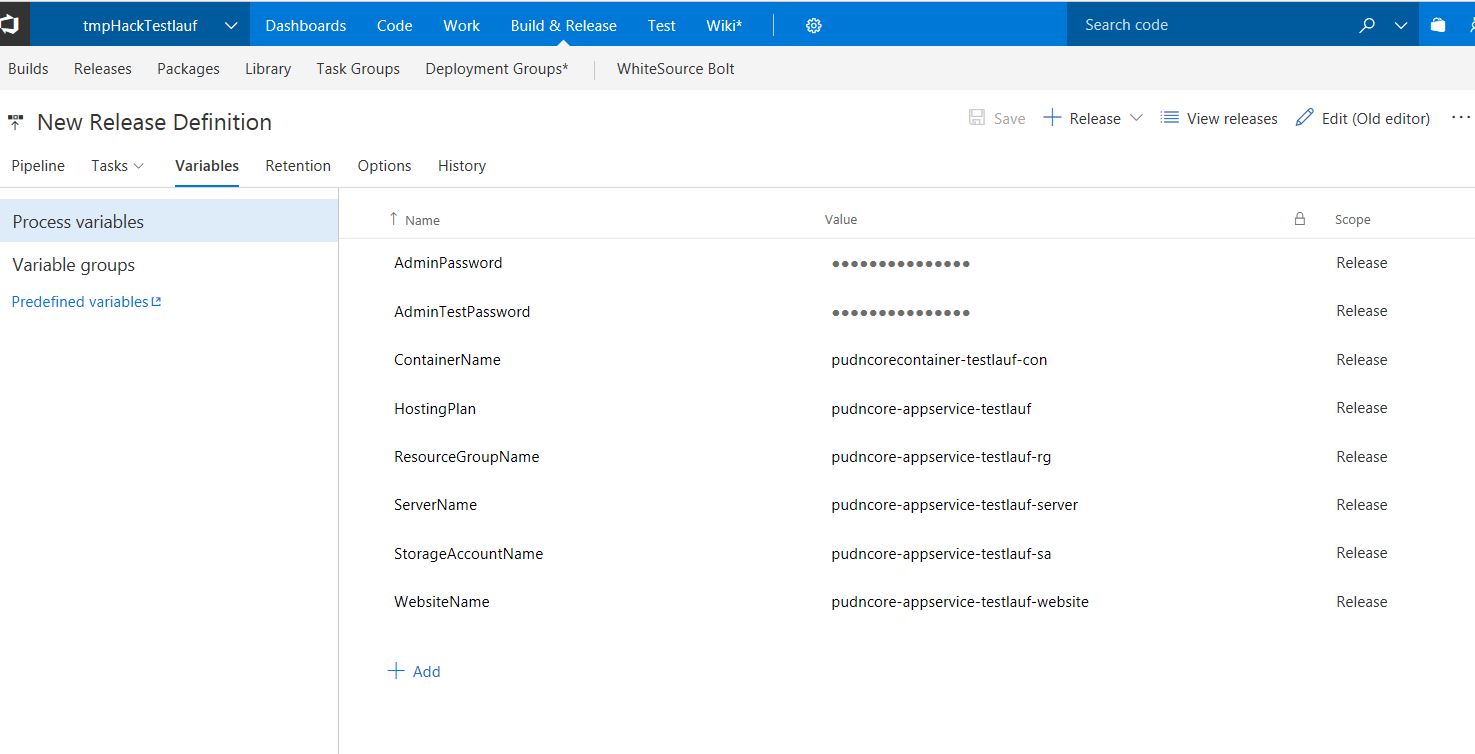 tmpHackTestlauf Dashboards Code Work Build & Release Test Wiki* Search code
Builds Releases Packages Library Task Groups Deployment Groups* WhiteSource Bolt
New Release Definition Save Release View releases Edit (Old editor) ...
Pipeline Tasks Variables Retention Options History
Process variables
Variable groups
Predefined variables
Name Value Scope
AdminPassword ●●●●●●●●●●●●●●● Release
AdminTestPassword ●●●●●●●●●●●●●●● Release
ContainerName pudncorecontainer-testlauf-con Release
HostingPlan pudncore-appservice-testlauf Release
ResourceGroupName pudncore-appservice-testlauf-rg Release
ServerName pudncore-appservice-testlauf-server Release
StorageAccountName pudncore-appservice-testlauf-sa Release
WebsiteName pudncore-appservice-testlauf-website Release
+ Add